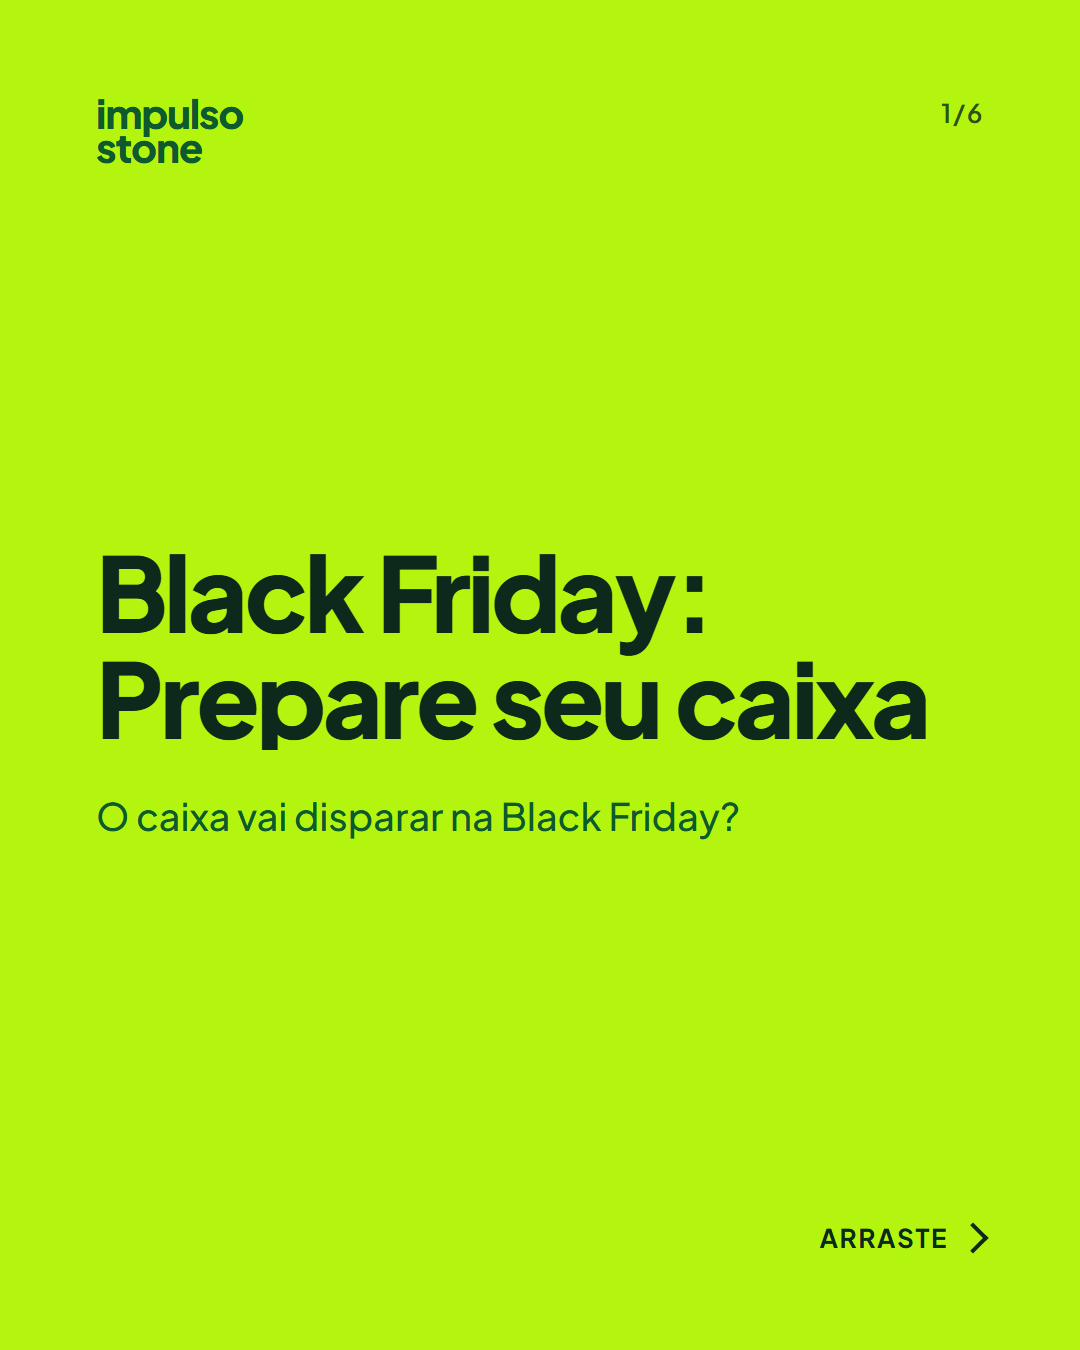 impulso
stone
1/6
Black Friday:
Prepare seu caixa
O caixa vai disparar na Black Friday?
ARRASTE